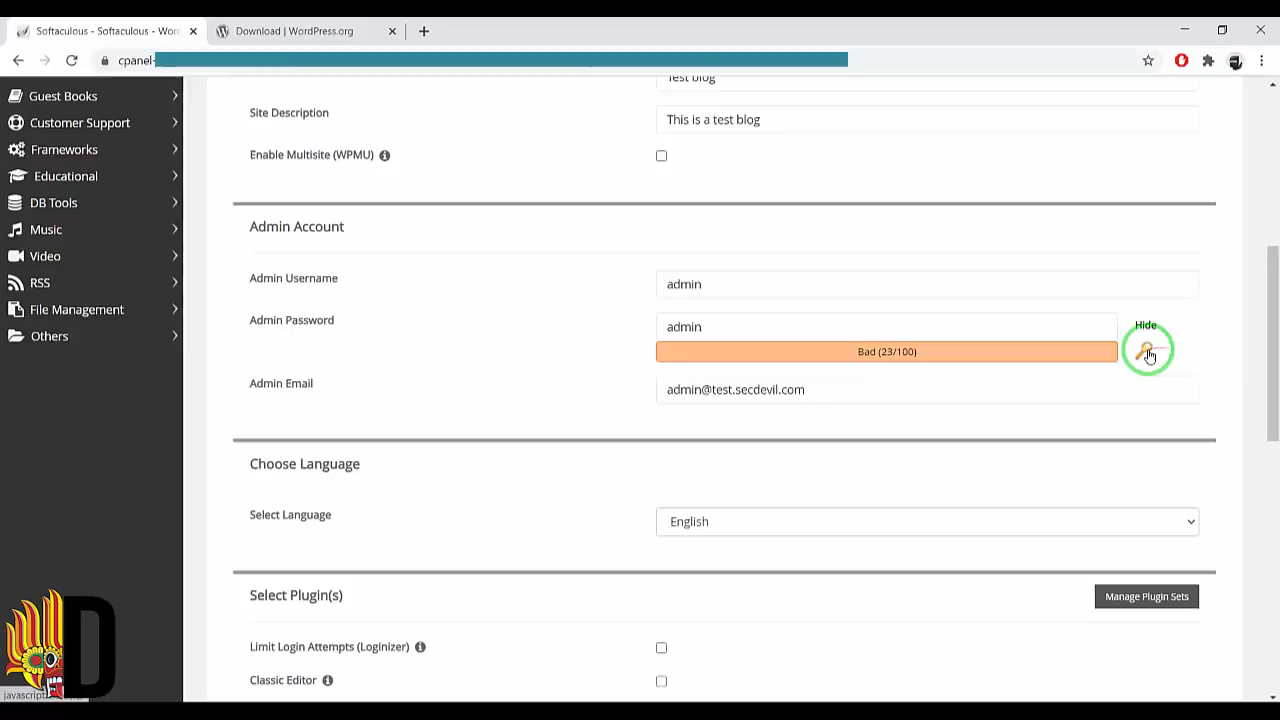 Softaculous - Softaculous - Wor
Download | WordPress.org
cpanel-
Guest Books
Customer Support
Frameworks
Educational
DB Tools
Music
Video
RSS
File Management
Others
Test blog
Site Description
This is a test blog
Enable Multisite (WPMU)
Admin Account
Admin Username
admin
Admin Password
admin
Hide
Bad (23/100)
Admin Email
admin@test.secdevil.com
Choose Language
Select Language
English
Select Plugin(s)
Manage Plugin Sets
Limit Login Attempts (Loginizer)
Classic Editor
D
javascript